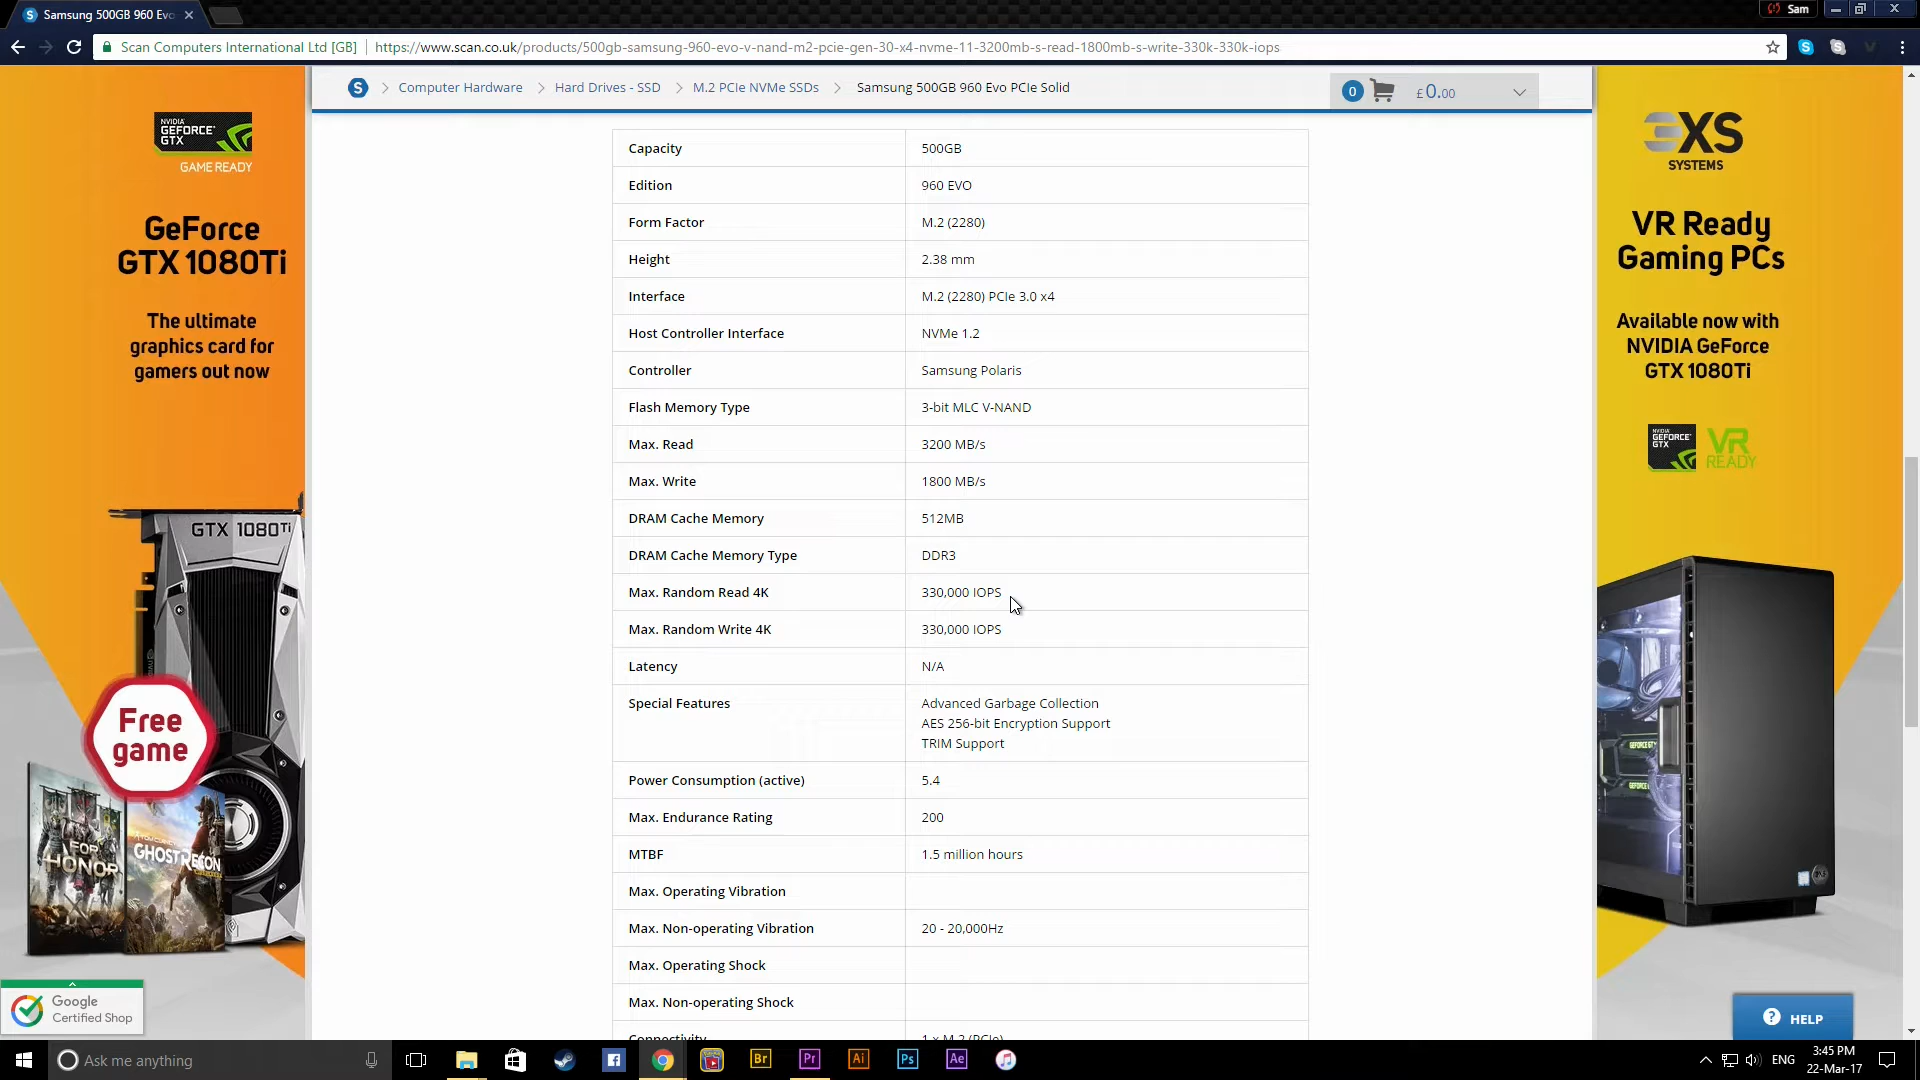 Samsung 500GB 960 Evo
Sam
Scan Computers International Ltd [GB]
https://www.scan.co.uk/products/500gb-samsung-960-evo-v-nand-m2-pcie-gen-30-x4-nvme-11-3200mb-s-read-1800mb-s-write-330k-330k-iops
S
Computer Hardware
Hard Drives - SSD
M.2 PCIe NVMe SSDs
Samsung 500GB 960 Evo PCIe Solid
0
£0.00
NVIDIA
GEFORCE
GTX
GAME READY
GeForce
GTX 1080Ti
The ultimate
graphics card for
gamers out now
GTX 1080Ti
Free
game
FOR
HONOR
GHOST RECON
Google
Certified Shop
Capacity 500GB
Edition 960 EVO
Form Factor M.2 (2280)
Height 2.38 mm
Interface M.2 (2280) PCIe 3.0 x4
Host Controller Interface NVMe 1.2
Controller Samsung Polaris
Flash Memory Type 3-bit MLC V-NAND
Max. Read 3200 MB/s
Max. Write 1800 MB/s
DRAM Cache Memory 512MB
DRAM Cache Memory Type DDR3
Max. Random Read 4K 330,000 IOPS
Max. Random Write 4K 330,000 IOPS
Latency N/A
Special Features Advanced Garbage Collection
AES 256-bit Encryption Support
TRIM Support
Power Consumption (active) 5.4
Max. Endurance Rating 200
MTBF 1.5 million hours
Max. Operating Vibration
Max. Non-operating Vibration 20 - 20,000Hz
Max. Operating Shock
Max. Non-operating Shock
Connectivity 1 x M.2 (PCIe)
3XS
SYSTEMS
VR Ready
Gaming PCs
Available now with
NVIDIA GeForce
GTX 1080Ti
NVIDIA
GEFORCE
GTX
VR
READY
HELP
Ask me anything
Br
Pr
Ai
Ps
Ae
ENG
3:45 PM
22-Mar-17